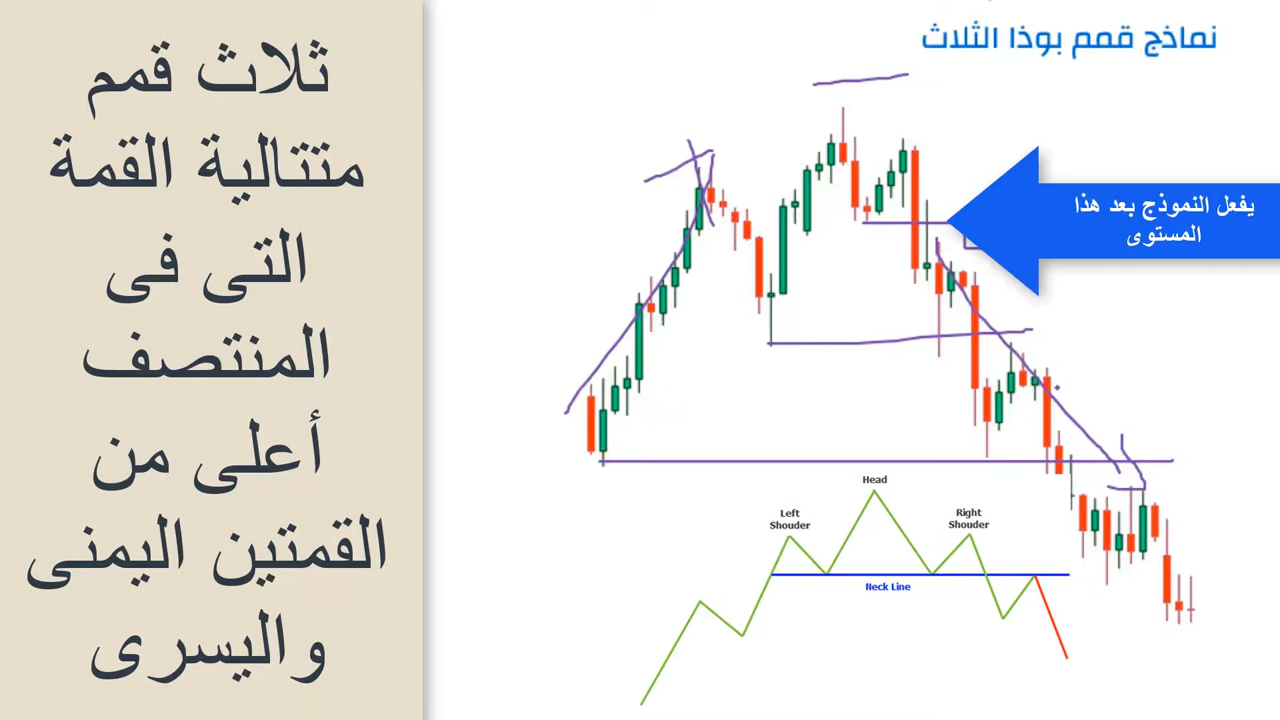 نماذج قمم بوذا الثلاث
ثلاث قمم
متتالية القمة
التى فى
المنتصف
أعلى من
القمتين اليمنى
واليسرى
يفعل النموذج بعد هذا
المستوى
Head
Left
Shouder
Right
Shouder
Neck Line